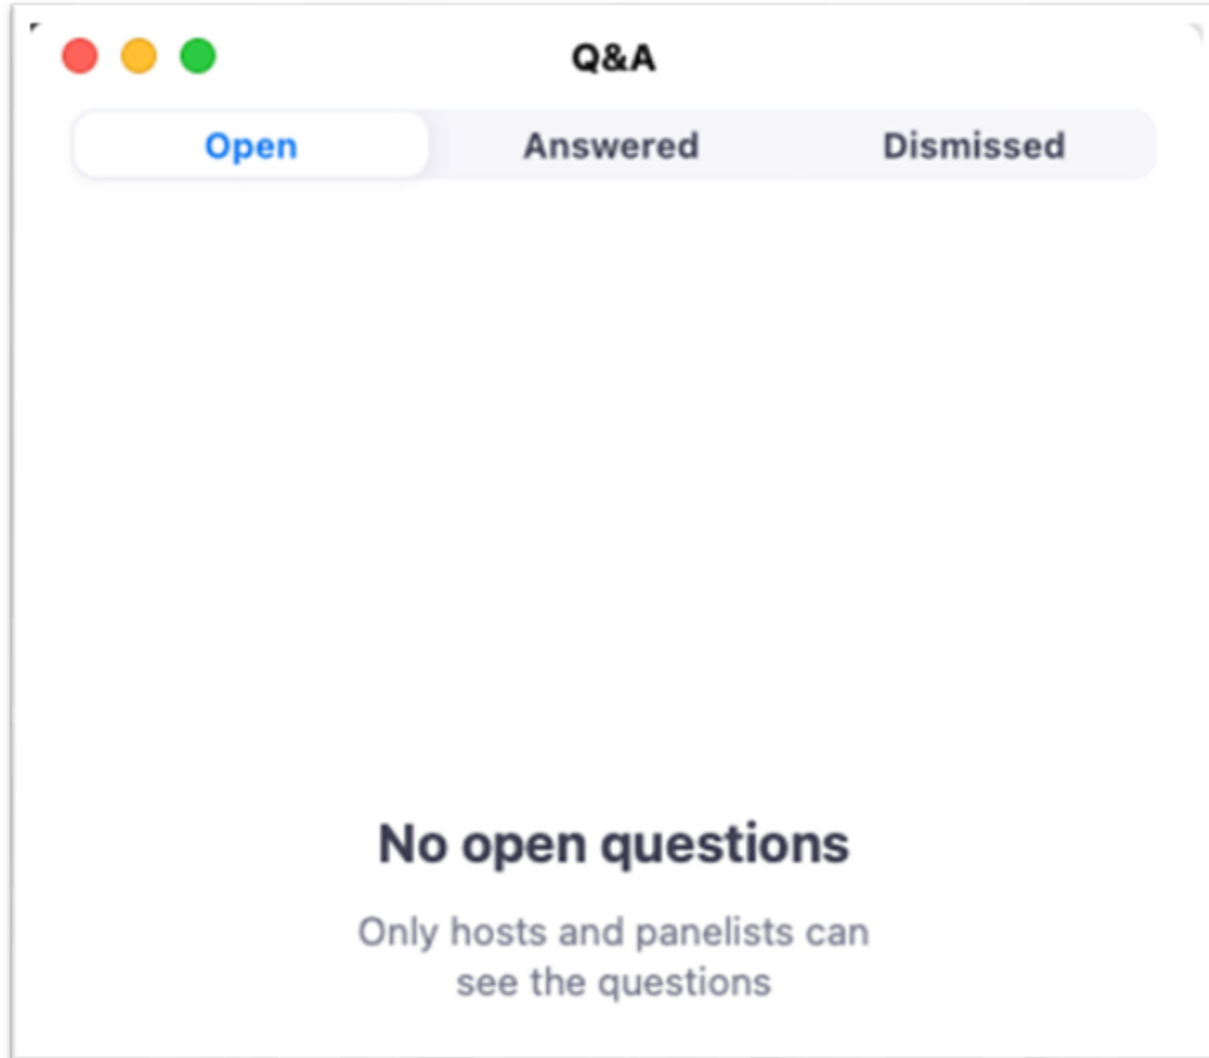 Q&A
Open Answered Dismissed
No open questions
Only hosts and panelists can
see the questions